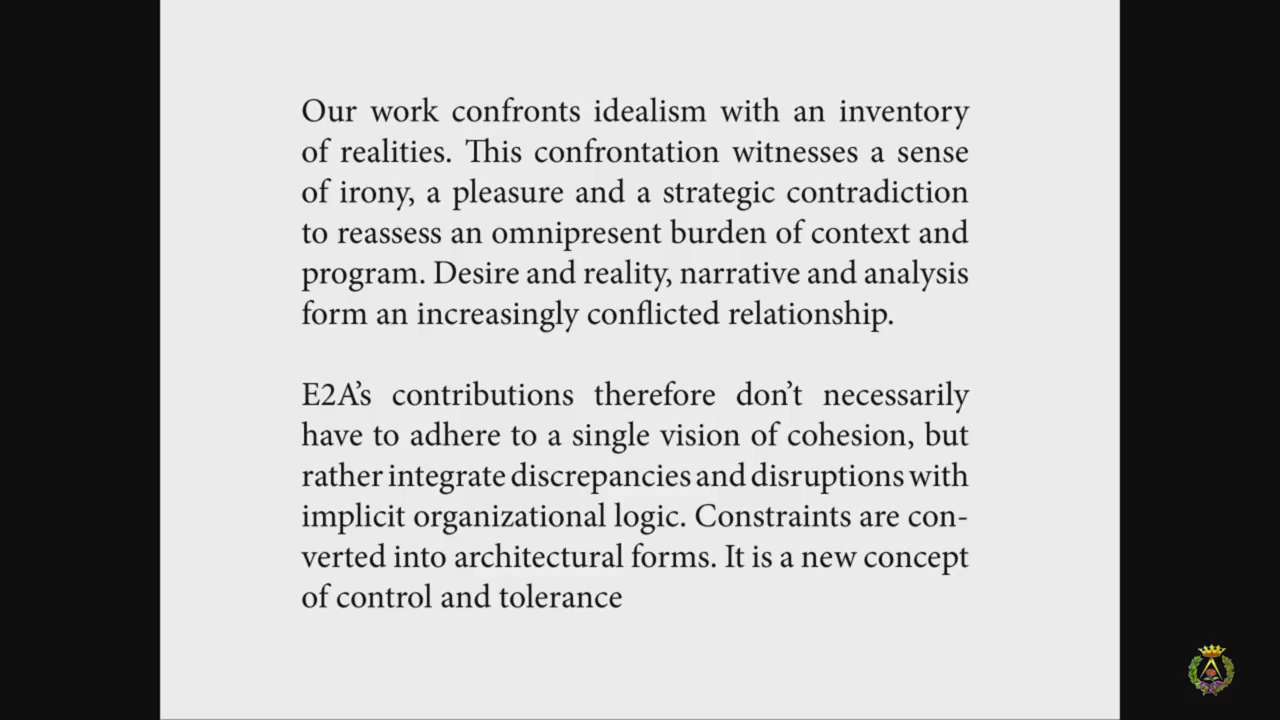 Our work confronts idealism with an inventory
of realities. This confrontation witnesses a sense
of irony, a pleasure and a strategic contradiction
to reassess an omnipresent burden of context and
program. Desire and reality, narrative and analysis
form an increasingly conflicted relationship.
E2A’s contributions therefore don’t necessarily
have to adhere to a single vision of cohesion, but
rather integrate discrepancies and disruptions with
implicit organizational logic. Constraints are con-
verted into architectural forms. It is a new concept
of control and tolerance